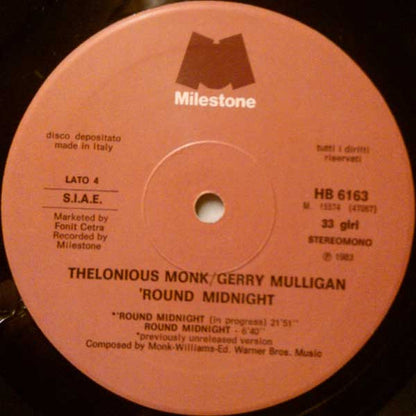 Milestone
disco depositato
made in Italy
tutti i diritti
riservati
LATO 4
S.I.A.E.
Marketed by
Fonit Cetra
Recorded by
Milestone
HB 6163
M. 15574 (47067)
33 giri
STEREOMONO
℗ 1983
THELONIOUS MONK/GERRY MULLIGAN
'ROUND MIDNIGHT
*'ROUND MIDNIGHT (in progress) 21'51"
ROUND MIDNIGHT - 6'40"
*previously unreleased version
Composed by Monk-Williams-Ed. Warner Bros. Music